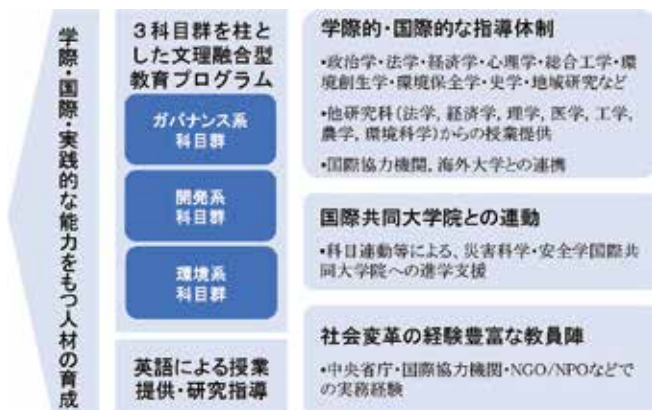 学際・国際・実践的な能力をもつ人材の育成
３科目群を柱と
した文理融合型
教育プログラム
ガバナンス系
科目群
開発系
科目群
環境系
科目群
英語による授業
提供・研究指導
学際的・国際的な指導体制
•政治学・法学・経済学・心理学・総合工学・環
境創生学・環境保全学・史学・地域研究など
•他研究科（法学，経済学，理学，医学，工学，
農学，環境科学）からの授業提供
•国際協力機関，海外大学との連携
国際共同大学院との連動
•科目連動等による、災害科学・安全学国際共
同大学院への進学支援
社会変革の経験豊富な教員陣
•中央省庁・国際協力機関・NGO/NPOなどで
の実務経験